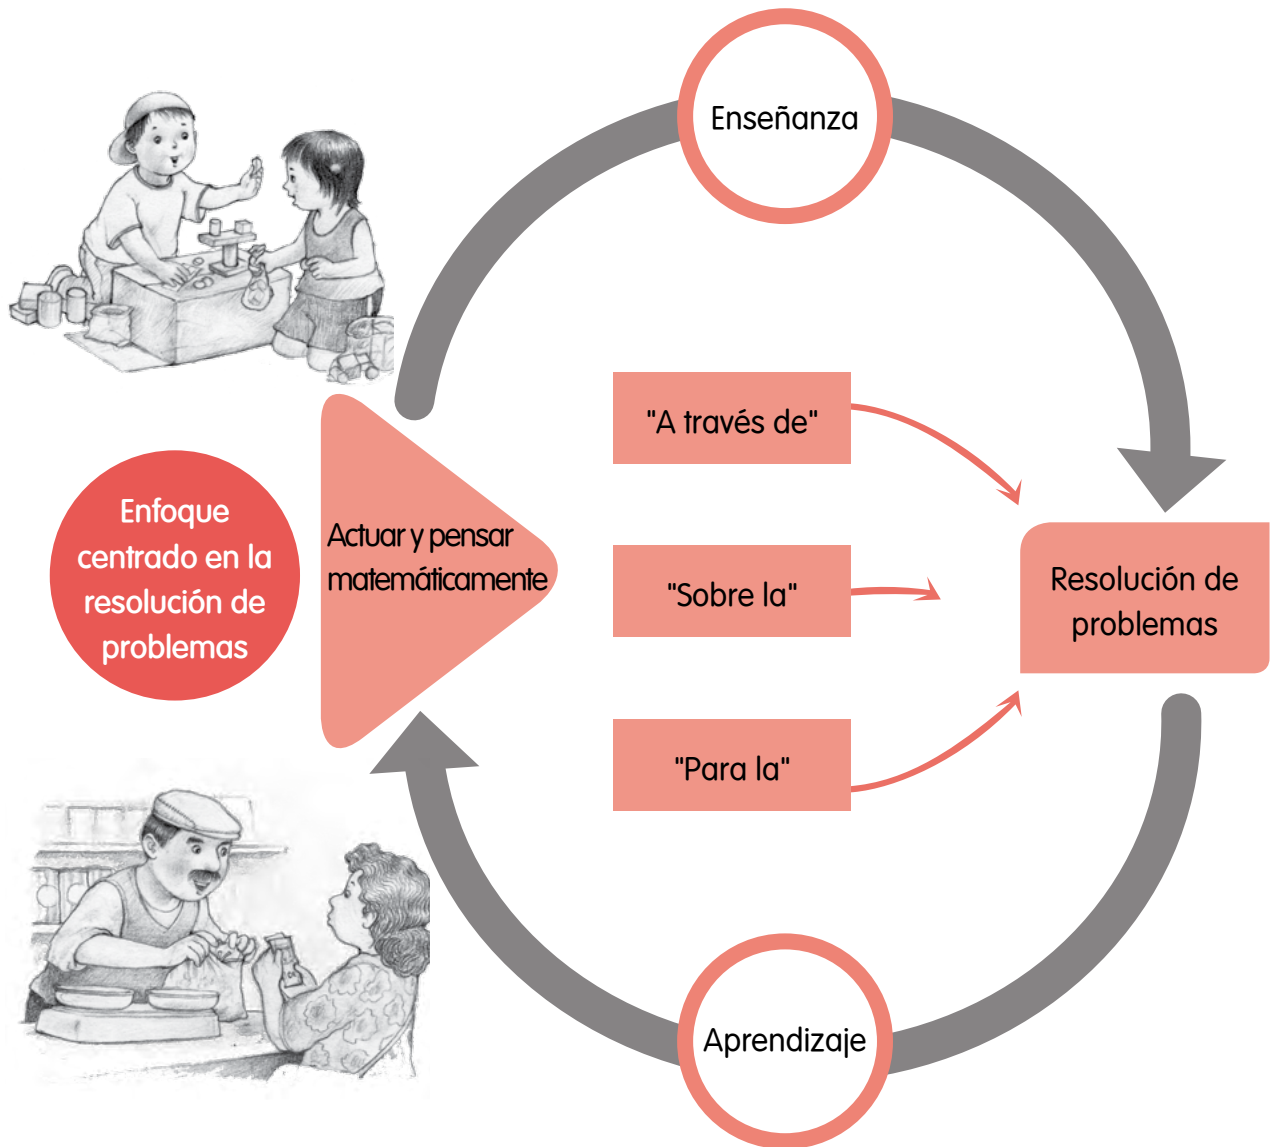 Enseñanza
"A través de"
Enfoque
centrado en la
resolución de
problemas
Actuar y pensar
matemáticamente
"Sobre la"
Resolución de
problemas
"Para la"
Aprendizaje